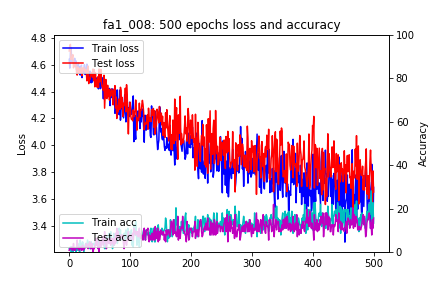 fa1_008: 500 epochs loss and accuracy
Train loss
Test loss
Train acc
Test acc
Loss
Accuracy
4.8
4.6
4.4
4.2
4.0
3.8
3.6
3.4
100
80
60
40
20
0
0 100 200 300 400 500